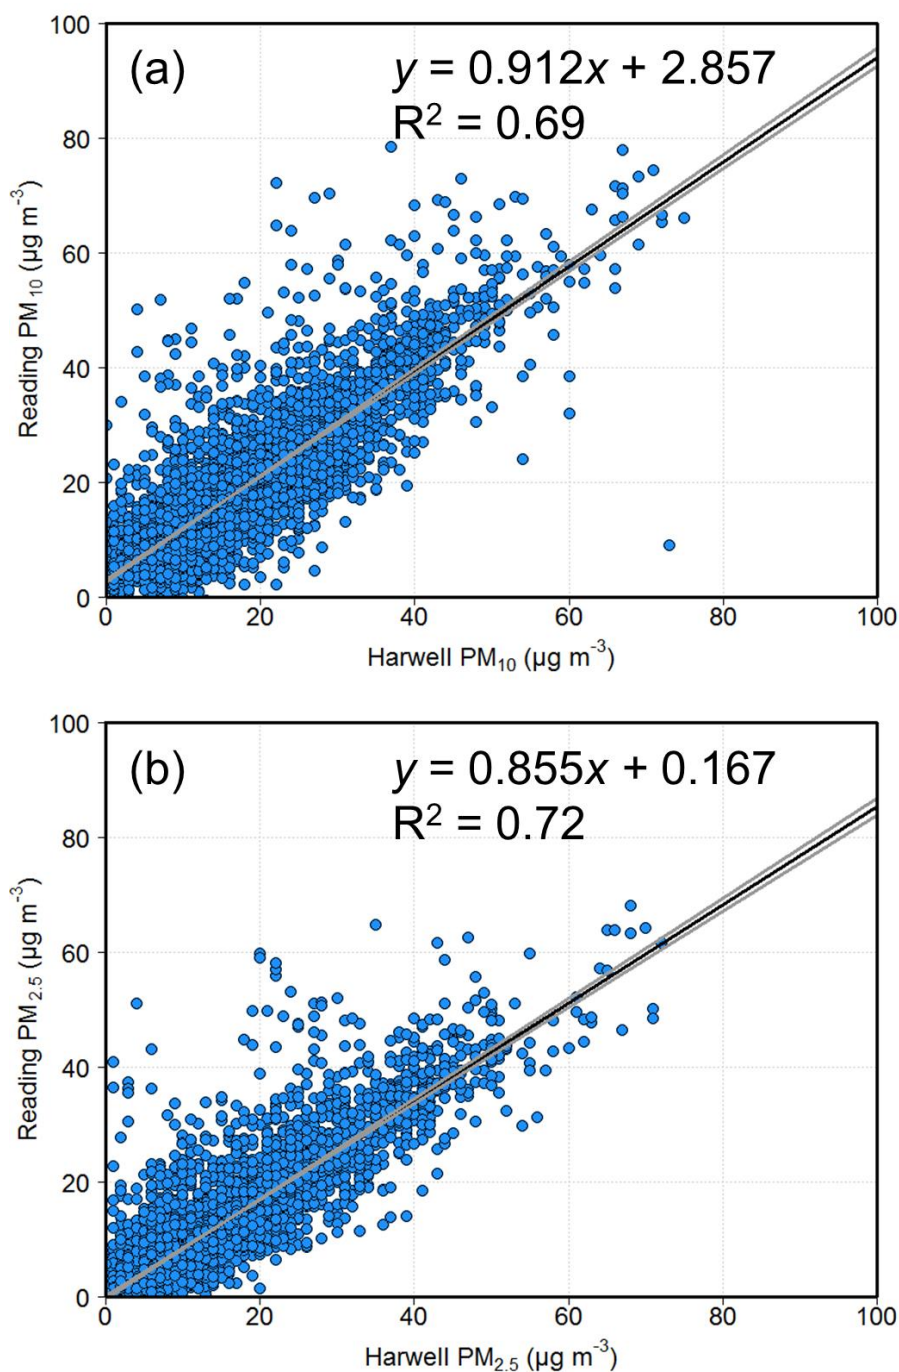 (a)
y = 0.912x + 2.857
R² = 0.69
100
80
60
40
20
0
Reading PM₁₀ (µg m⁻³)
0 20 40 60 80 100
Harwell PM₁₀ (µg m⁻³)
(b)
y = 0.855x + 0.167
R² = 0.72
100
80
60
40
20
0
Reading PM₂.₅ (µg m⁻³)
0 20 40 60 80 100
Harwell PM₂.₅ (µg m⁻³)